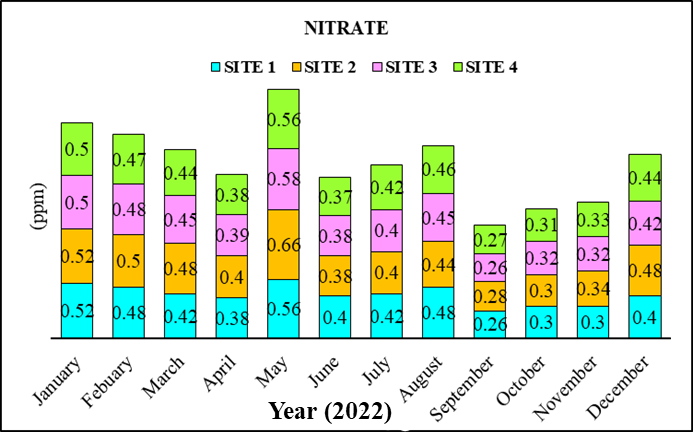 NITRATE
SITE 1 SITE 2 SITE 3 SITE 4
(ppm)
0.5 0.47 0.44 0.38 0.56 0.37 0.42 0.46 0.27 0.31 0.33 0.44
0.5 0.48 0.45 0.39 0.58 0.38 0.4 0.45 0.26 0.32 0.32 0.42
0.52 0.5 0.48 0.4 0.66 0.38 0.4 0.44 0.28 0.3 0.34 0.48
0.52 0.48 0.42 0.38 0.56 0.4 0.42 0.48 0.26 0.3 0.3 0.4
January Febuary March April May June July August September October November December
Year (2022)